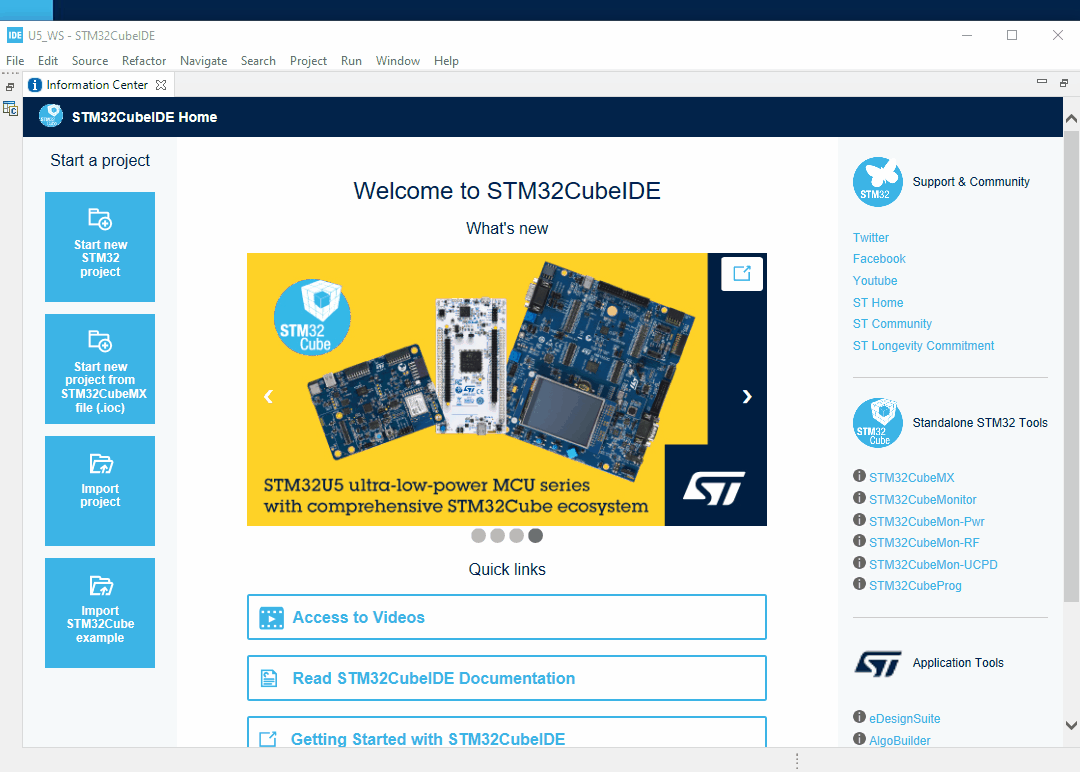 IDE U5_WS - STM32CubeIDE
File Edit Source Refactor Navigate Search Project Run Window Help
Information Center
STM32CubeIDE Home
Start a project
Start new
STM32
project
Start new
project from
STM32CubeMX
file (.ioc)
Import
project
Import
STM32Cube
example
Welcome to STM32CubeIDE
What's new
STM32
Cube
STM32U5 ultra-low-power MCU series
with comprehensive STM32Cube ecosystem
ST
Quick links
Access to Videos
Read STM32CubeIDE Documentation
Getting Started with STM32CubeIDE
STM32
Support & Community
Twitter
Facebook
Youtube
ST Home
ST Community
ST Longevity Commitment
STM32
Cube
Standalone STM32 Tools
STM32CubeMX
STM32CubeMonitor
STM32CubeMon-Pwr
STM32CubeMon-RF
STM32CubeMon-UCPD
STM32CubeProg
ST
Application Tools
eDesignSuite
AlgoBuilder